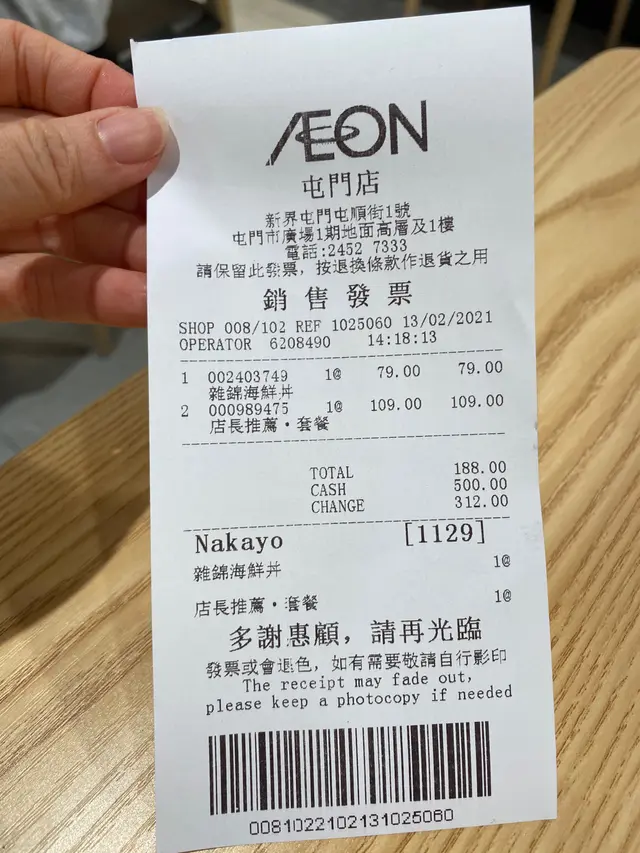 ÆON
屯門店
新界屯門屯順街1號
屯門市廣場1期地面高層及1樓
電話:2452 7333
請保留此發票, 按退換條款作退貨之用
銷售發票
SHOP 008/102 REF 1025060 13/02/2021
OPERATOR 6208490 14:18:13
1 002403749 1@ 79.00 79.00
雜錦海鮮丼
2 000989475 1@ 109.00 109.00
店長推薦·套餐
TOTAL 188.00
CASH 500.00
CHANGE 312.00
Nakayo [1129]
雜錦海鮮丼 1@
店長推薦·套餐 1@
多謝惠顧, 請再光臨
發票或會退色, 如有需要敬請自行影印
The receipt may fade out,
please keep a photocopy if needed
0081022102131025060